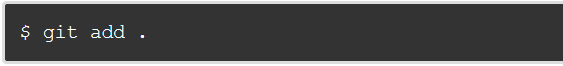 $ git add .